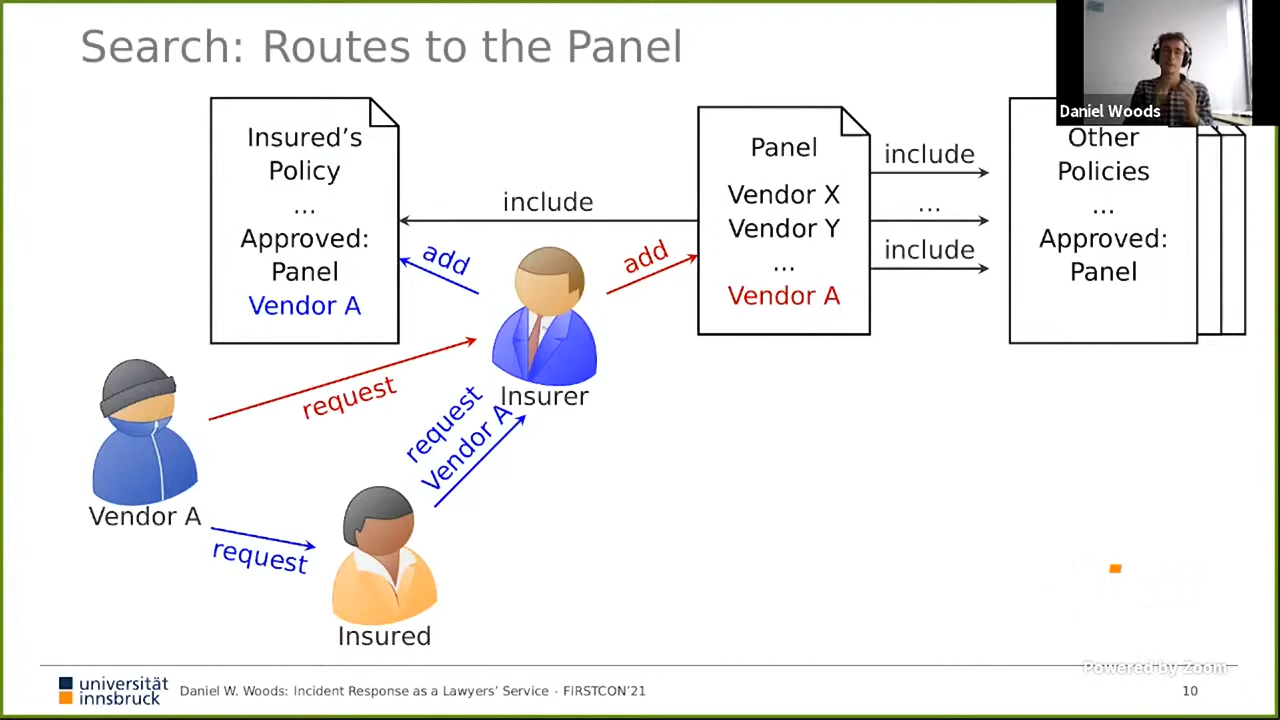 Search: Routes to the Panel
Daniel Woods
Insured's
Policy
...
Approved:
Panel
Vendor A
include
add
add
Panel
Vendor X
Vendor Y
...
Vendor A
include
...
include
Other
Policies
...
Approved:
Panel
request
Insurer
request
Vendor A
Vendor A
request
Insured
Powered by Zoom
universität
innsbruck
Daniel W. Woods: Incident Response as a Lawyers' Service · FIRSTCON'21
10